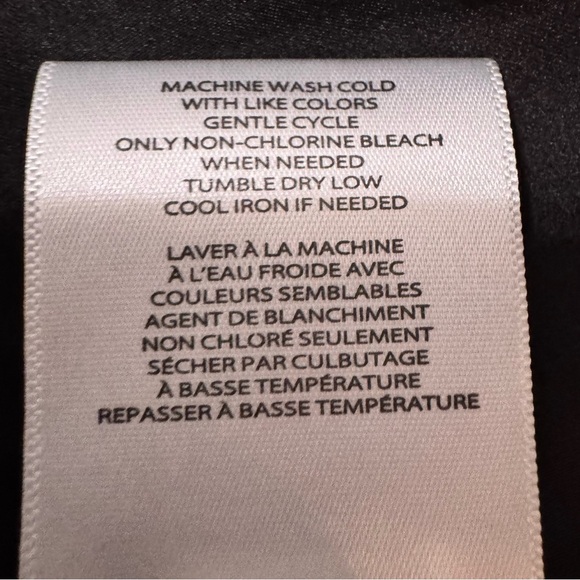 MACHINE WASH COLD
WITH LIKE COLORS
GENTLE CYCLE
ONLY NON-CHLORINE BLEACH
WHEN NEEDED
TUMBLE DRY LOW
COOL IRON IF NEEDED
LAVER À LA MACHINE
À L'EAU FROIDE AVEC
COULEURS SEMBLABLES
AGENT DE BLANCHIMENT
NON CHLORÉ SEULEMENT
SÉCHER PAR CULBUTAGE
À BASSE TEMPÉRATURE
REPASSER À BASSE TEMPÉRATURE